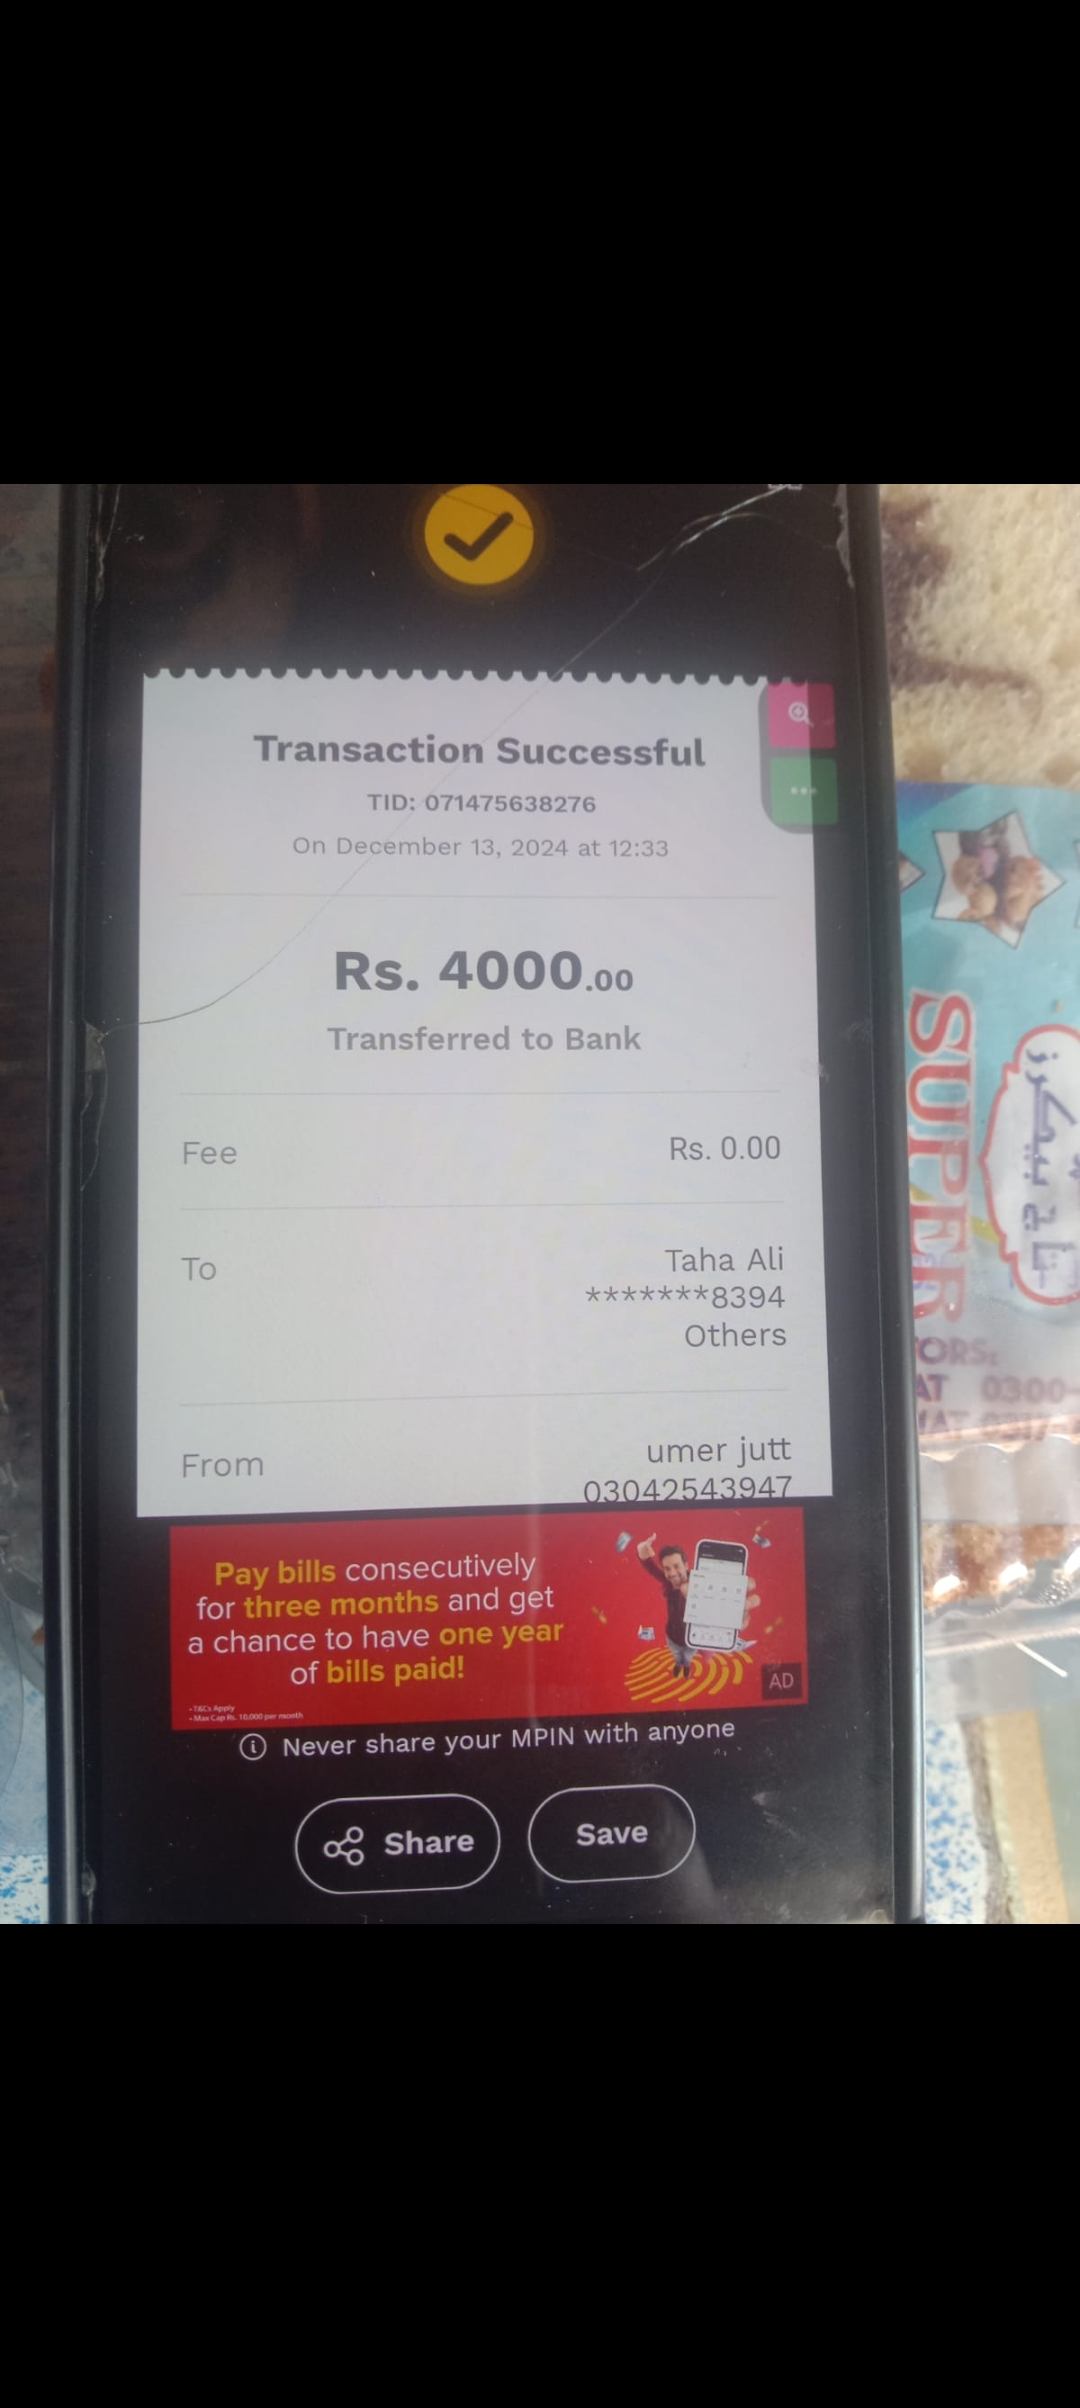 Transaction Successful
TID: 071475638276
On December 13, 2024 at 12:33
Rs. 4000.00
Transferred to Bank
Fee
Rs. 0.00
To
Taha Ali
*******8394
Others
From
umer jutt
03042543947
Pay bills consecutively
for three months and get
a chance to have one year
of bills paid!
AD
• T&Cs Apply
• Max Cap Rs. 10,000 per month
Never share your MPIN with anyone
Share
Save
SUPER
تاج بیکرز
ORS:
AT 0300-